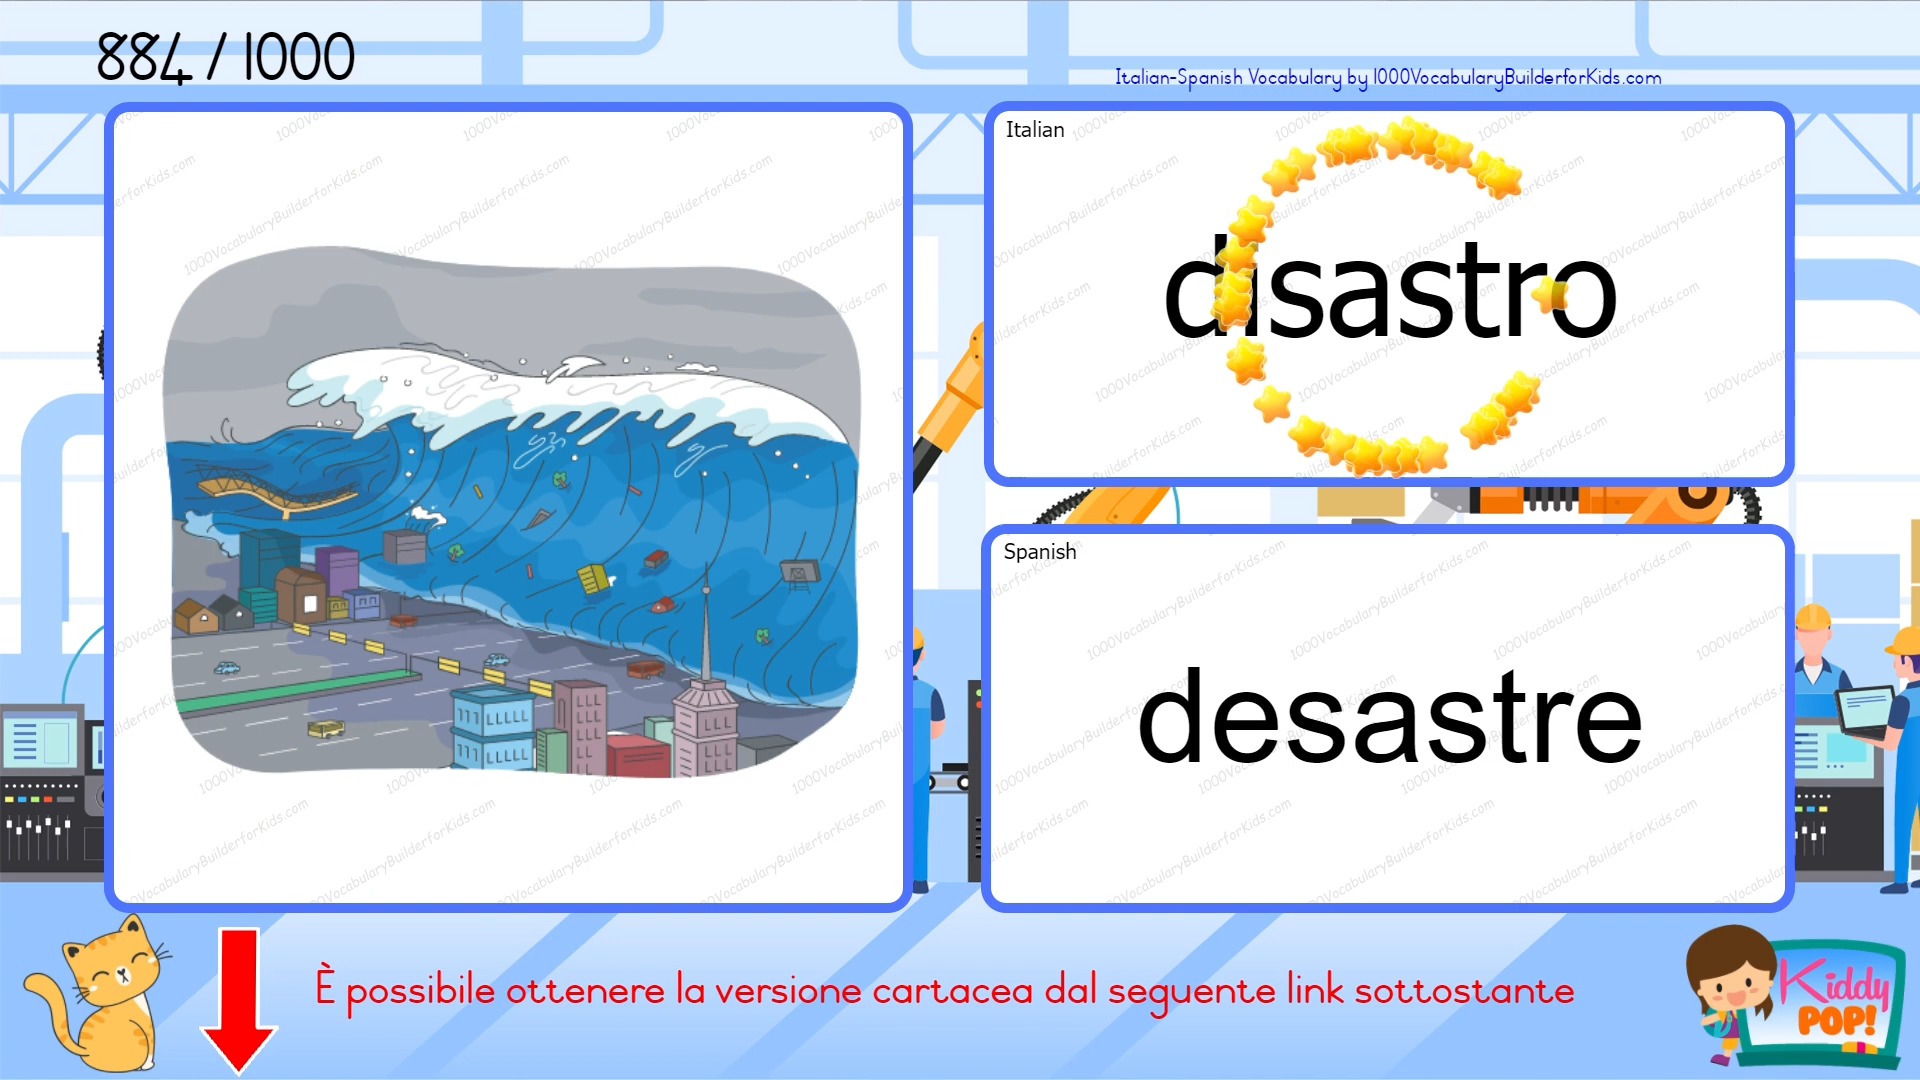 884 / 1000
Italian-Spanish Vocabulary by 1000VocabularyBuilderforKids.com
Italian
disastro
Spanish
desastre
È possibile ottenere la versione cartacea dal seguente link sottostante
Kiddy
POP!